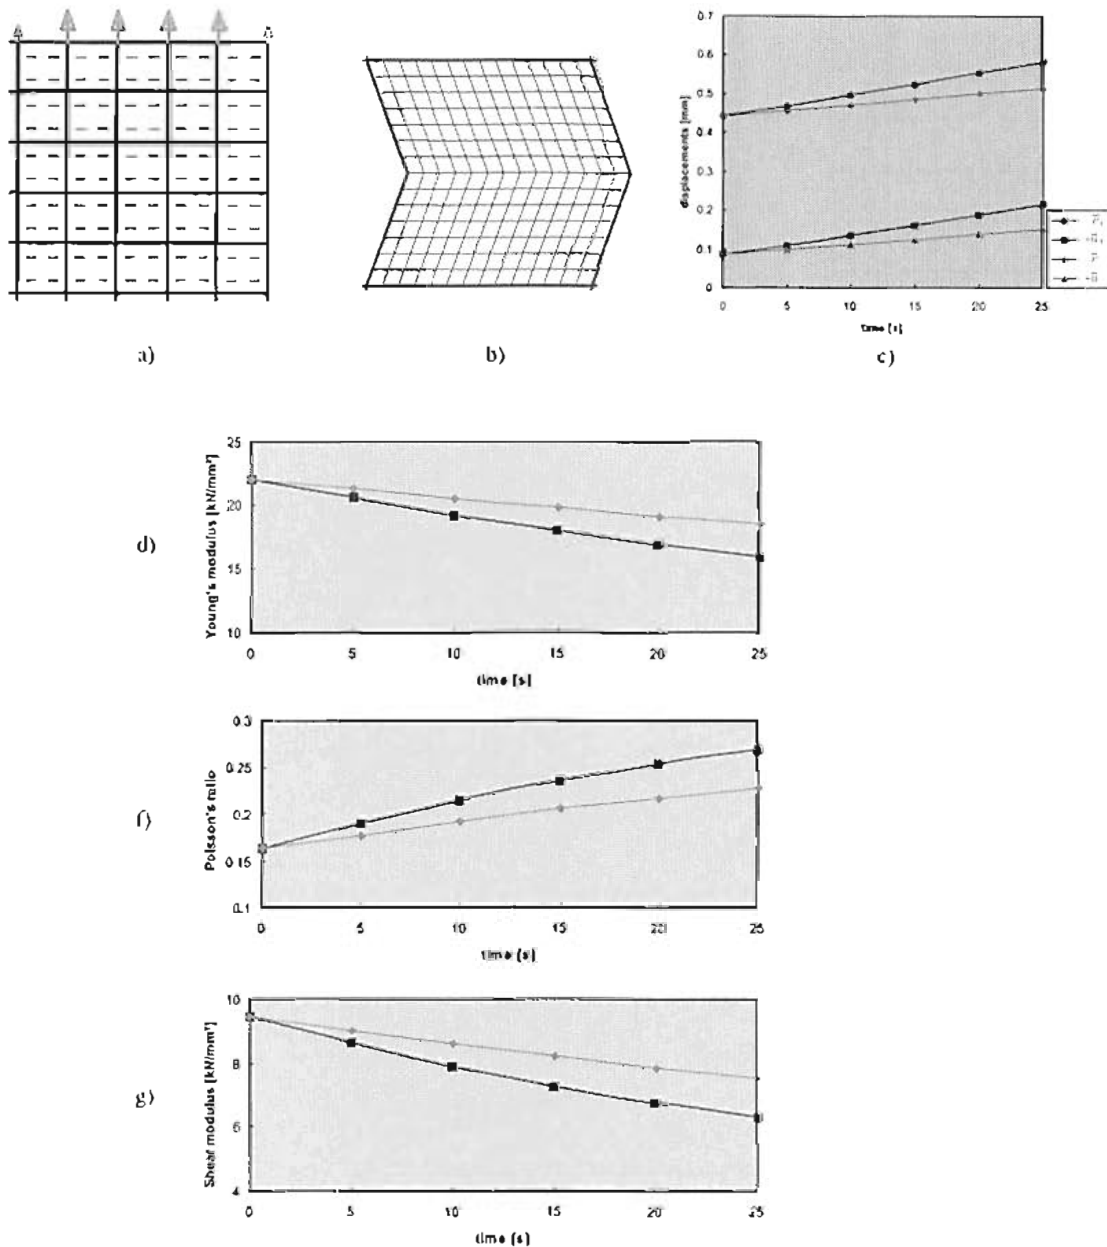 a)
b)
displacements [mm]
0.7
0.6
0.5
0.4
0.3
0.2
0.1
0
0 5 10 15 20 25
time [s]
c)
d)
Young's modulus [kN/mm²]
25
20
15
10
0 5 10 15 20 25
time [s]
f)
Poisson's ratio
0.3
0.25
0.2
0.15
0.1
0 5 10 15 20 25
time [s]
g)
Shear modulus [kN/mm²]
10
8
6
4
0 5 10 15 20 25
time [s]